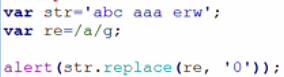 var str='abc aaa erw';
var re=/a/g;
alert(str.replace(re, '0'));